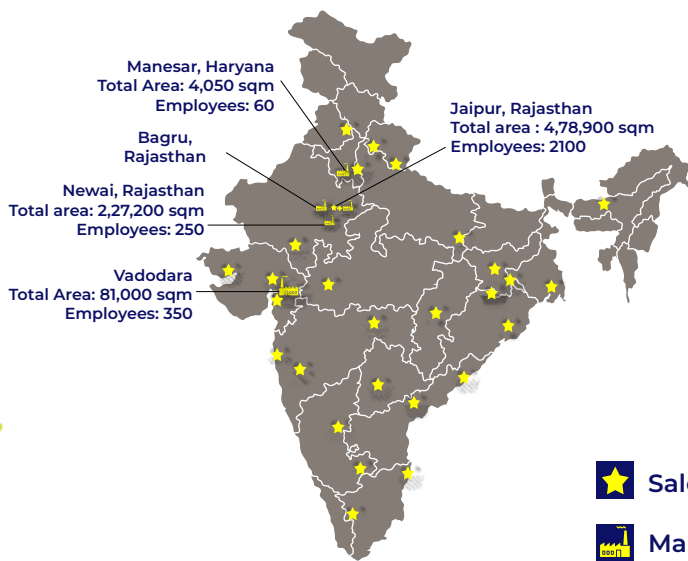 Manesar, Haryana
Total Area: 4,050 sqm
Employees: 60
Jaipur, Rajasthan
Total area : 4,78,900 sqm
Employees: 2100
Bagru,
Rajasthan
Newai, Rajasthan
Total area: 2,27,200 sqm
Employees: 250
Vadodara
Total Area: 81,000 sqm
Employees: 350